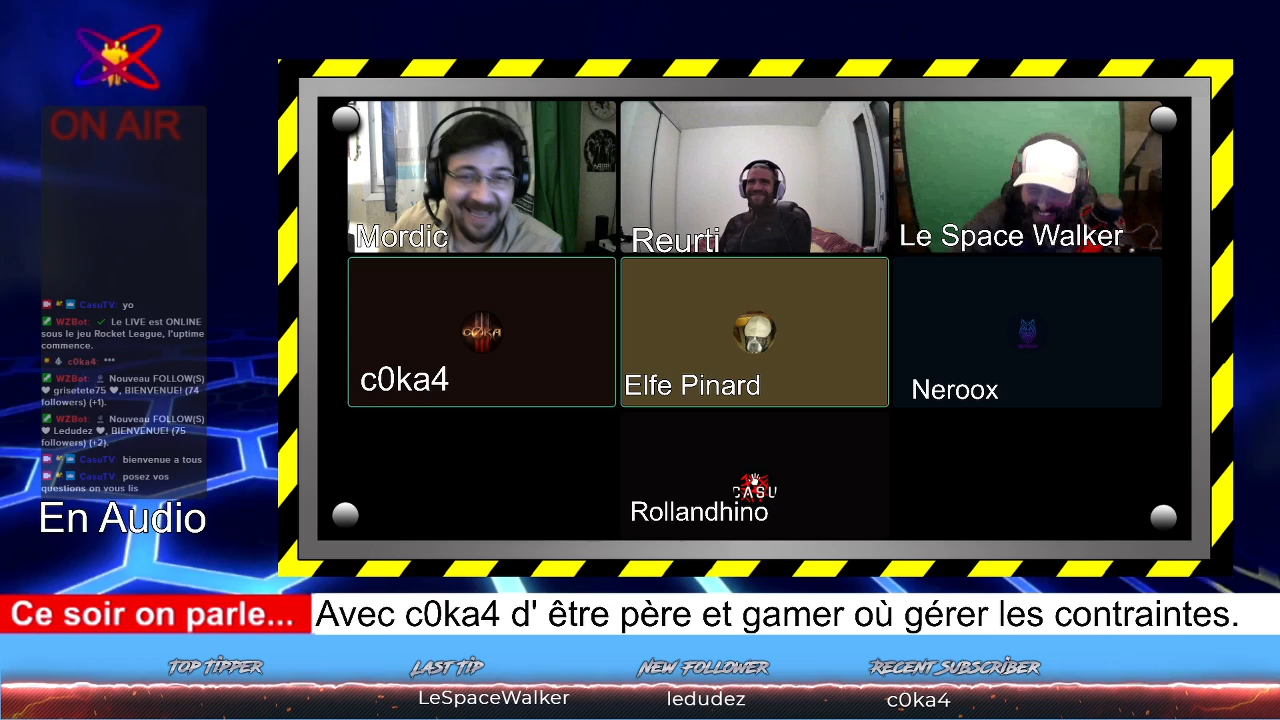 ON AIR
CasuTV: yo
WZBot: Le LIVE est ONLINE
sous le jeu Rocket League, l'uptime
commence.
c0ka4: ***
WZBot: Nouveau FOLLOW(S)
grisetete75 , BIENVENUE! (74
followers) (+1).
WZBot: Nouveau FOLLOW(S)
Ledudez , BIENVENUE! (75
followers) (+2).
CasuTV: bienvenue a tous
CasuTV: posez vos
questions on vous lis
En Audio
Mordic
Reurti
Le Space Walker
C0KA
c0ka4
Elfe Pinard
Neroox
CASU
Rollandhino
Ce soir on parle...
Avec c0ka4 d' être père et gamer où gérer les contraintes.
TOP TIPPER
LAST TIP
NEW FOLLOWER
RECENT SUBSCRIBER
LeSpaceWalker
ledudez
c0ka4